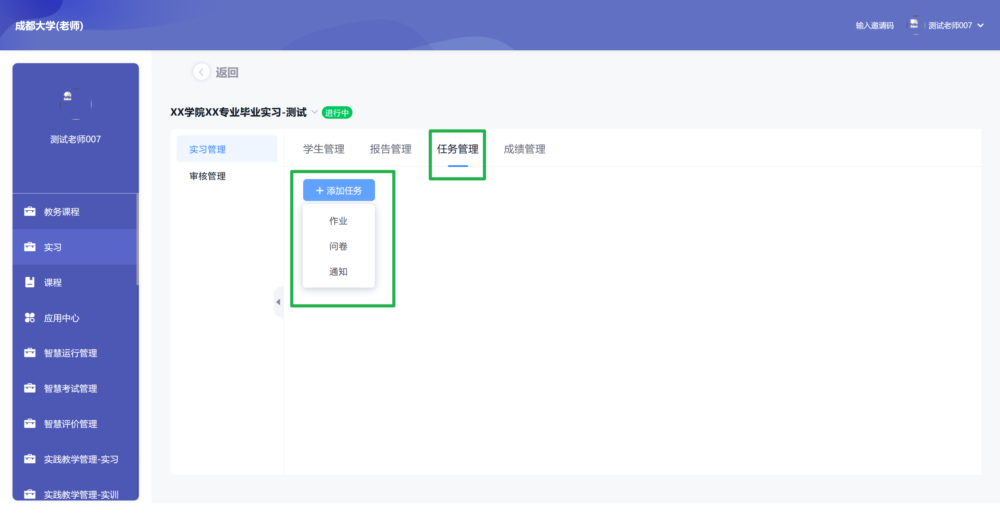 成都大学(老师)
输入邀请码
测试老师007
测试老师007
教务课程
实习
课程
应用中心
智慧运行管理
智慧考试管理
智慧评价管理
实践教学管理-实习
实践教学管理-实训
返回
XX学院XX专业毕业实习-测试
进行中
实习管理
审核管理
学生管理
报告管理
任务管理
成绩管理
添加任务
作业
问卷
通知